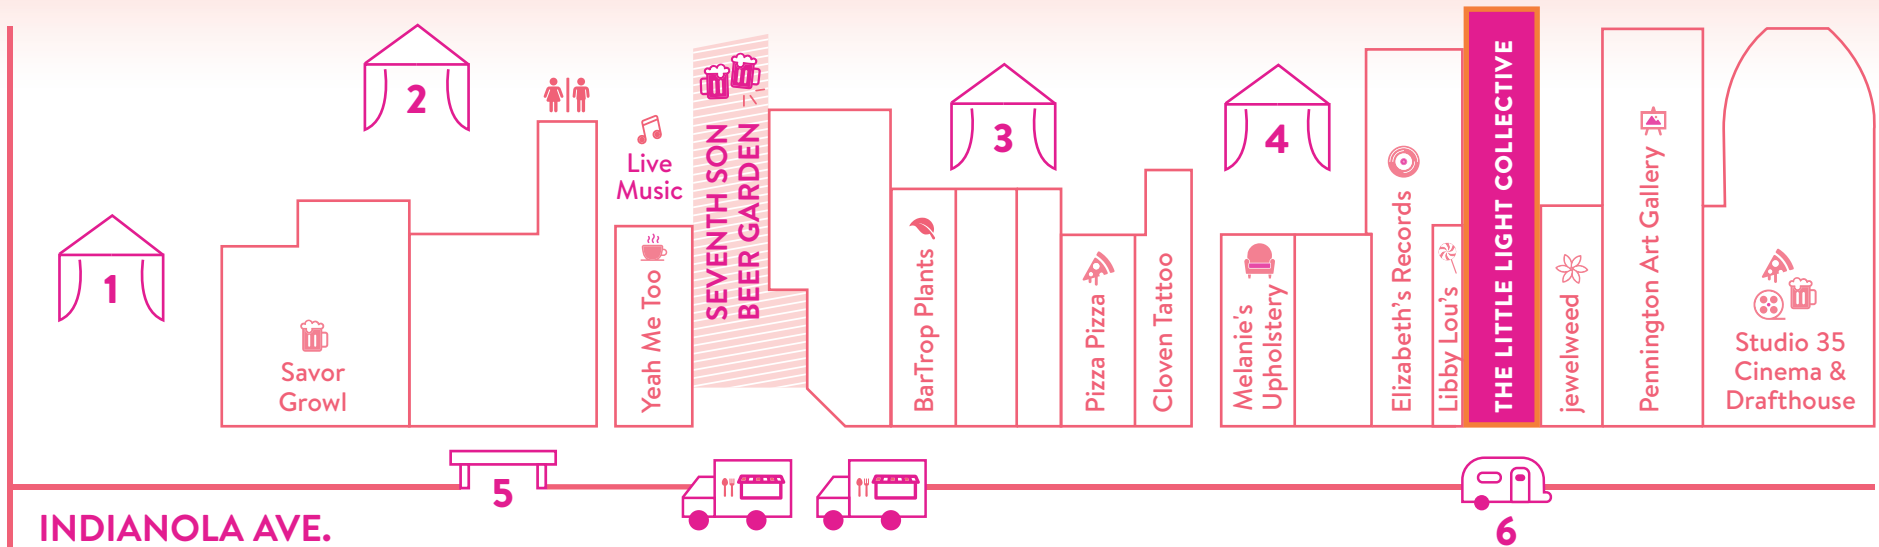 1
2
3
4
Savor
Growl
Yeah Me Too
Live
Music
SEVENTH SON
BEER GARDEN
BarTrop Plants
Pizza Pizza
Cloven Tattoo
Melanie's
Upholstery
Elizabeth's Records
Libby Lou's
THE LITTLE LIGHT COLLECTIVE
jewelweed
Pennington Art Gallery
Studio 35
Cinema &
Drafthouse
5
6
INDIANOLA AVE.